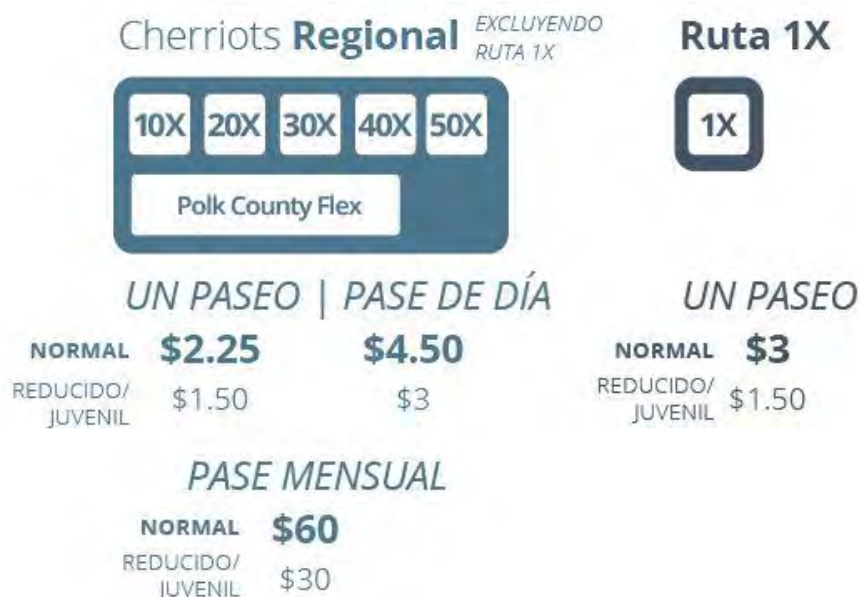 Cherriots Regional EXCLUYENDO
RUTA 1X
10X 20X 30X 40X 50X
Polk County Flex
UN PASEO | PASE DE DÍA
NORMAL $2.25 $4.50
REDUCIDO/
JUVENIL $1.50 $3
PASE MENSUAL
NORMAL $60
REDUCIDO/
JUVENIL $30
Ruta 1X
1X
UN PASEO
NORMAL $3
REDUCIDO/
JUVENIL $1.50